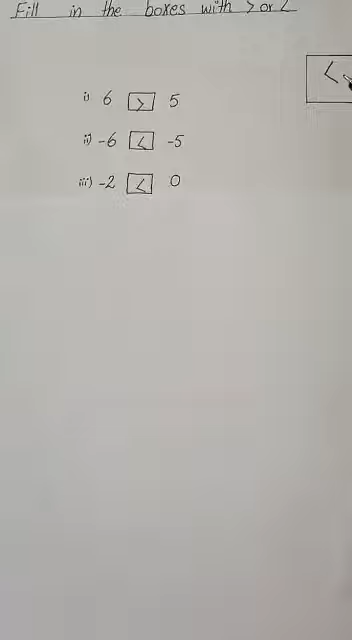 Fill in the boxes with > or <
<
i) 6 > 5
ii) -6 < -5
iii) -2 < 0